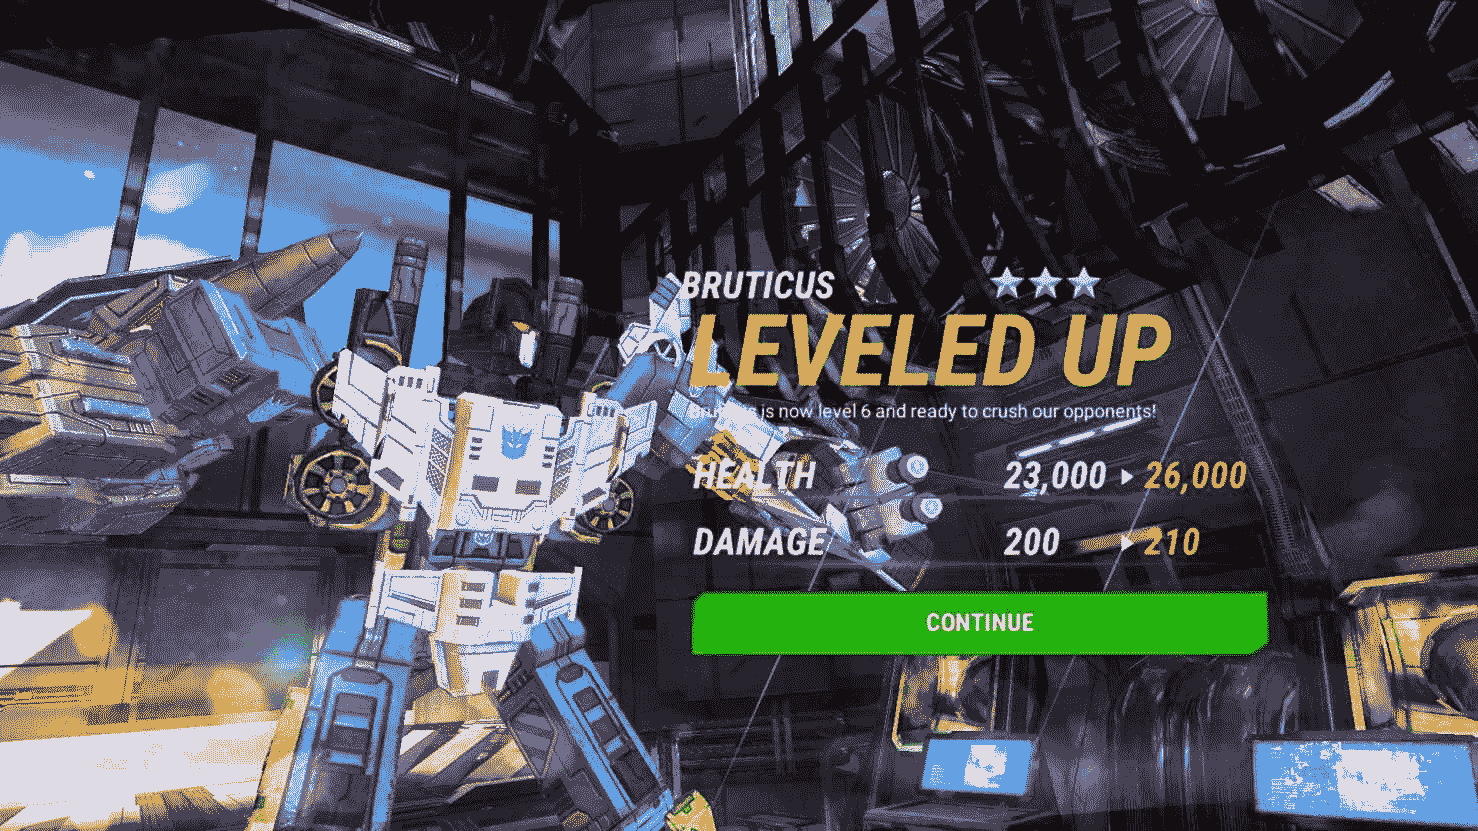 BRUTICUS
LEVELED UP
Bruticus is now level 6 and ready to crush our opponents!
HEALTH 23,000 26,000
DAMAGE 200 210
CONTINUE